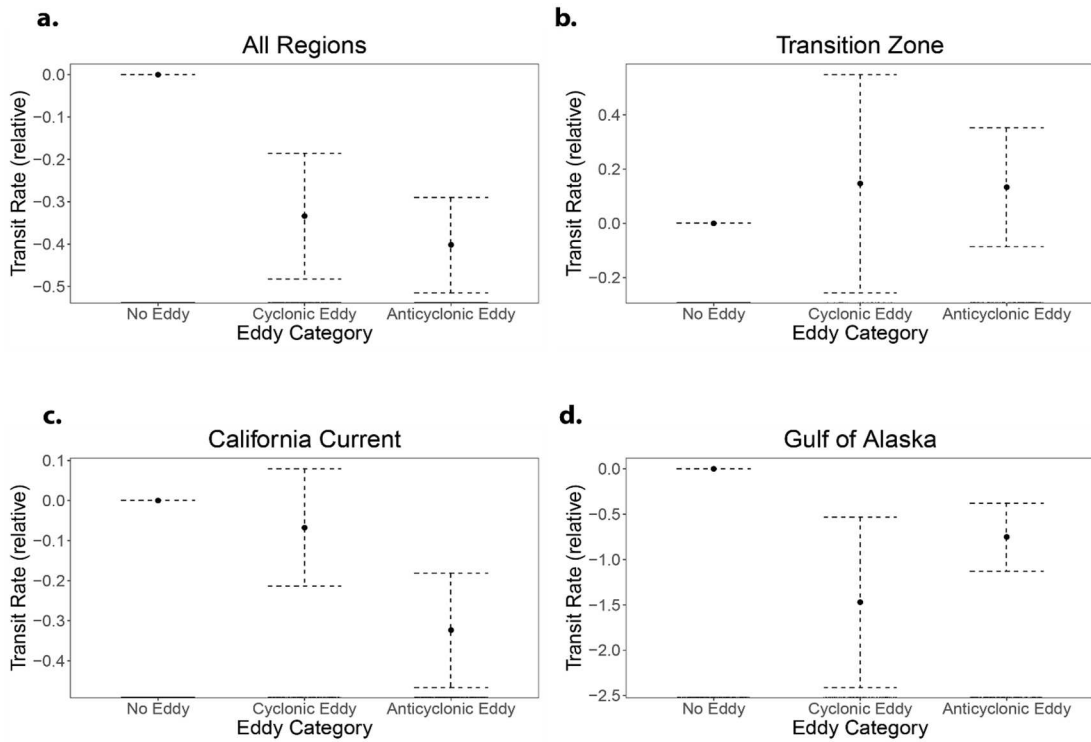 a.
All Regions
Transit Rate (relative)
0.0
−0.1
−0.2
−0.3
−0.4
−0.5
No Eddy Cyclonic Eddy Anticyclonic Eddy
Eddy Category
b.
Transition Zone
Transit Rate (relative)
0.4
0.2
0.0
−0.2
No Eddy Cyclonic Eddy Anticyclonic Eddy
Eddy Category
c.
California Current
Transit Rate (relative)
0.1
0.0
−0.1
−0.2
−0.3
−0.4
No Eddy Cyclonic Eddy Anticyclonic Eddy
Eddy Category
d.
Gulf of Alaska
Transit Rate (relative)
−0.0
−0.5
−1.0
−1.5
−2.0
−2.5
No Eddy Cyclonic Eddy Anticyclonic Eddy
Eddy Category